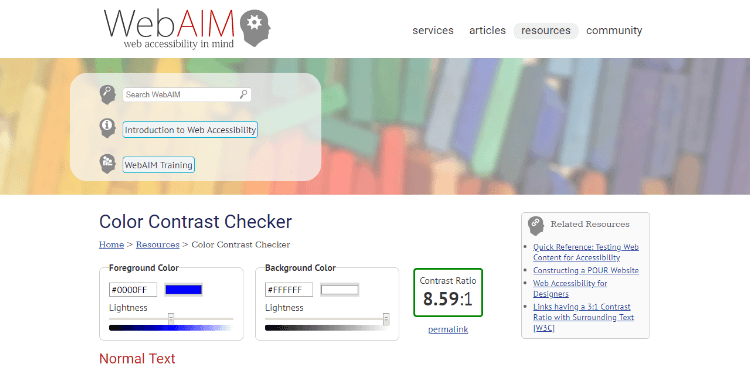 WebAIM
web accessibility in mind
services articles resources community
Search WebAIM
Introduction to Web Accessibility
WebAIM Training
Color Contrast Checker
Home > Resources > Color Contrast Checker
Foreground Color
#0000FF
Lightness
Background Color
#FFFFFF
Lightness
Contrast Ratio
8.59:1
permalink
Normal Text
Related Resources
Quick Reference: Testing Web
Content for Accessibility
Constructing a POUR Website
Web Accessibility for
Designers
Links having a 3:1 Contrast
Ratio with Surrounding Text
[W3C]